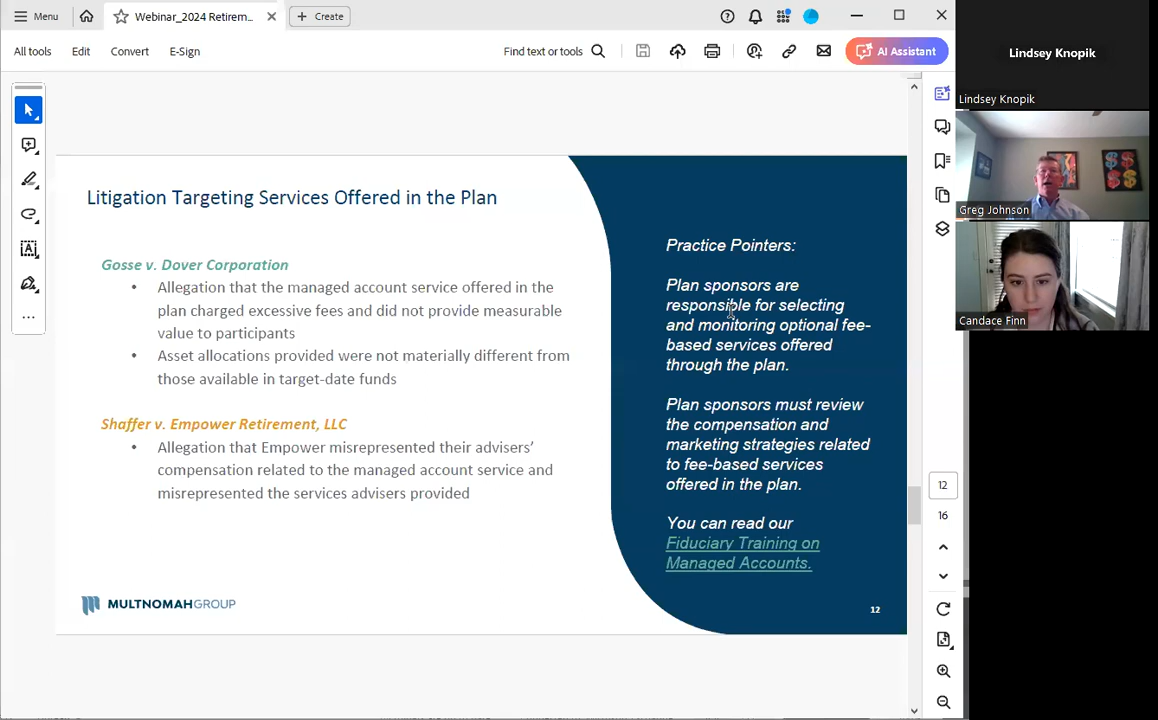 Menu
Webinar_2024 Retirem...
Create
All tools
Edit
Convert
E-Sign
Find text or tools
AI Assistant
Litigation Targeting Services Offered in the Plan
Gosse v. Dover Corporation
• Allegation that the managed account service offered in the
plan charged excessive fees and did not provide measurable
value to participants
• Asset allocations provided were not materially different from
those available in target-date funds
Shaffer v. Empower Retirement, LLC
• Allegation that Empower misrepresented their advisers'
compensation related to the managed account service and
misrepresented the services advisers provided
MULTNOMAHGROUP
Practice Pointers:
Plan sponsors are
responsible for selecting
and monitoring optional fee-
based services offered
through the plan.
Plan sponsors must review
the compensation and
marketing strategies related
to fee-based services
offered in the plan.
You can read our
Fiduciary Training on
Managed Accounts.
12
12
16
Lindsey Knopik
Lindsey Knopik
Greg Johnson
Candace Finn